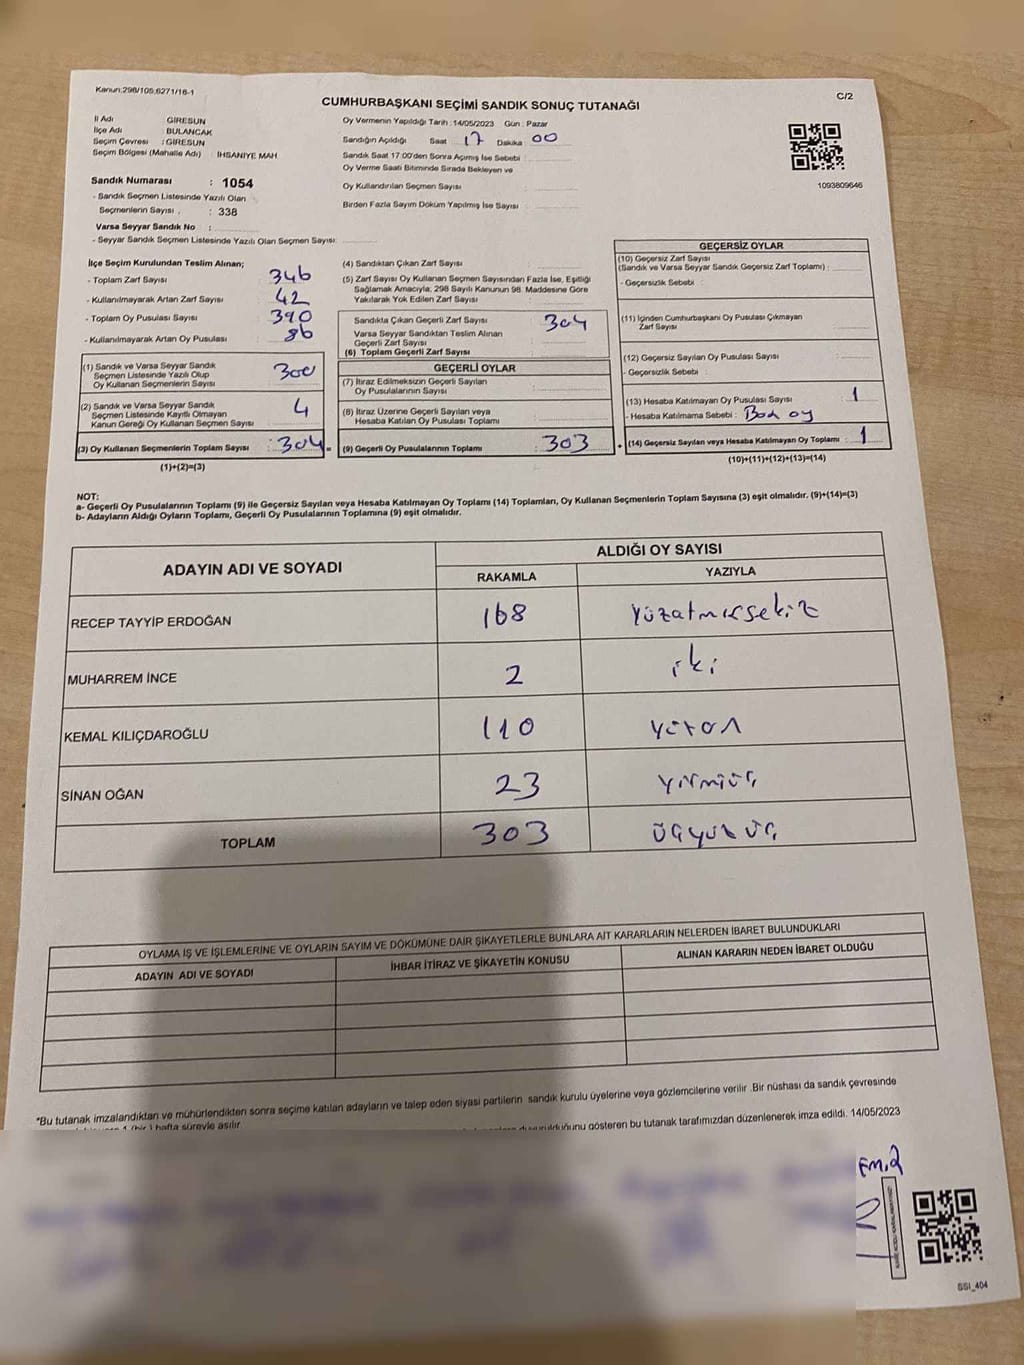 Kanun:298/105;6271/16-1
CUMHURBAŞKANI SEÇİMİ SANDIK SONUÇ TUTANAĞI
C/2
İl Adı GİRESUN
İlçe Adı BULANCAK
Seçim Çevresi : GİRESUN
Seçim Bölgesi (Mahalle Adı) : İHSANİYE MAH
Sandık Numarası : 1054
- Sandık Seçmen Listesinde Yazılı Olan
Seçmenlerin Sayısı : 338
Varsa Seyyar Sandık No :
- Seyyar Sandık Seçmen Listesinde Yazılı Olan Seçmen Sayısı:
Oy Vermenin Yapıldığı Tarih : 14/05/2023 Gün : Pazar
Sandığın Açıldığı Saat 17 Dakika 00
Sandık Saat 17:00'den Sonra Açımış İse Sebebi :
Oy Verme Saati Bitiminde Sırada Bekleyen ve
Oy Kullandırılan Seçmen Sayısı
Birden Fazla Sayım Döküm Yapılmış İse Sayısı
1093809646
İlçe Seçim Kurulundan Teslim Alınan;
- Toplam Zarf Sayısı 346
- Kullanılmayarak Artan Zarf Sayısı 42
- Toplam Oy Pusulası Sayısı 390
- Kullanılmayarak Artan Oy Pusulası 86
(1) Sandık ve Varsa Seyyar Sandık
Seçmen Listesinde Yazılı Olup
Oy Kullanan Seçmenlerin Sayısı 300
(2) Sandık ve Varsa Seyyar Sandık
Seçmen Listesinde Kayıtlı Olmayan
Kanun Gereği Oy Kullanan Seçmen Sayısı 4
(3) Oy Kullanan Seçmenlerin Toplam Sayısı : 304 =
(1)+(2)=(3)
(4) Sandıktan Çıkan Zarf Sayısı
(5) Zarf Sayısı Oy Kullanan Seçmen Sayısından Fazla İse, Eşitliği
Sağlamak Amacıyla; 298 Sayılı Kanunun 98. Maddesine Göre
Yakılarak Yok Edilen Zarf Sayısı
Sandıkta Çıkan Geçerli Zarf Sayısı 304
Varsa Seyyar Sandıktan Teslim Alınan
Geçerli Zarf Sayısı
(6) Toplam Geçerli Zarf Sayısı
GEÇERLİ OYLAR
(7) İtiraz Edilmeksizin Geçerli Sayılan
Oy Pusulalarının Sayısı
(8) İtiraz Üzerine Geçerli Sayılan veya
Hesaba Katılan Oy Pusulası Toplamı
(9) Geçerli Oy Pusulalarının Toplamı 303 +
GEÇERSİZ OYLAR
(10) Geçersiz Zarf Sayısı
(Sandık ve Varsa Seyyar Sandık Geçersiz Zarf Toplamı) :
- Geçersizlik Sebebi :
(11) İçinden Cumhurbaşkanı Oy Pusulası Çıkmayan
Zarf Sayısı
(12) Geçersiz Sayılan Oy Pusulası Sayısı
- Geçersizlik Sebebi :
(13) Hesaba Katılmayan Oy Pusulası Sayısı : 1
- Hesaba Katılmama Sebebi : Boş oy
(14) Geçersiz Sayılan veya Hesaba Katılmayan Oy Toplamı : 1
(10)+(11)+(12)+(13)=(14)
NOT:
a- Geçerli Oy Pusulalarının Toplamı (9) ile Geçersiz Sayılan veya Hesaba Katılmayan Oy Toplamı (14) Toplamları, Oy Kullanan Seçmenlerin Toplam Sayısına (3) eşit olmalıdır. (9)+(14)=(3)
b- Adayların Aldığı Oyların Toplamı, Geçerli Oy Pusulalarının Toplamına (9) eşit olmalıdır.
ADAYIN ADI VE SOYADI
ALDIĞI OY SAYISI
RAKAMLA YAZIYLA
RECEP TAYYİP ERDOĞAN 168 Yüzatmışsekiz
MUHARREM İNCE 2 iki
KEMAL KILIÇDAROĞLU 110 yüzon
SİNAN OĞAN 23 yirmiüç
TOPLAM 303 üçyüzüç
OYLAMA İŞ VE İŞLEMLERİNE VE OYLARIN SAYIM VE DÖKÜMÜNE DAİR ŞİKAYETLERLE BUNLARA AİT KARARLARIN NELERDEN İBARET BULUNDUKLARI
ADAYIN ADI VE SOYADI İHBAR İTİRAZ VE ŞİKAYETİN KONUSU ALINAN KARARIN NEDEN İBARET OLDUĞU
*Bu tutanak imzalandıktan ve mühürlendikten sonra seçime katılan adayların ve talep eden siyasi partilerin sandık kurulu üyelerine veya gözlemcilerine verilir .Bir nüshası da sandık çevresinde
1 (bir ) hafta süreyle asılır
duyurulduğunu gösteren bu tutanak tarafımızdan düzenlenerek imza edildi. 14/05/2023
SSI_404